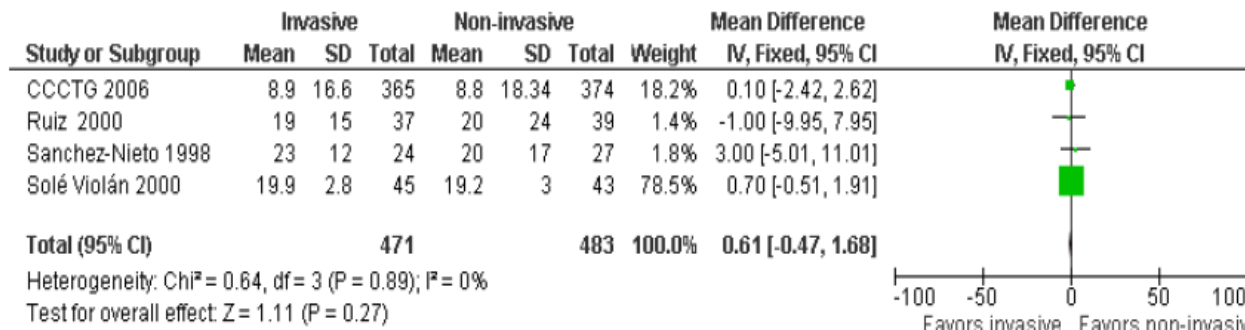 Invasive Non-invasive Mean Difference Mean Difference
Study or Subgroup Mean SD Total Mean SD Total Weight IV, Fixed, 95% CI IV, Fixed, 95% CI
CCCTG 2006 8.9 16.6 365 8.8 18.34 374 18.2% 0.10 [-2.42, 2.62]
Ruiz 2000 19 15 37 20 24 39 1.4% -1.00 [-9.95, 7.95]
Sanchez-Nieto 1998 23 12 24 20 17 27 1.8% 3.00 [-5.01, 11.01]
Solé Violán 2000 19.9 2.8 45 19.2 3 43 78.5% 0.70 [-0.51, 1.91]
Total (95% CI) 471 483 100.0% 0.61 [-0.47, 1.68]
Heterogeneity: Chi² = 0.64, df = 3 (P = 0.89); I² = 0%
Test for overall effect: Z = 1.11 (P = 0.27)
-100 -50 0 50 100
Favors invasive Favors non-invasiv